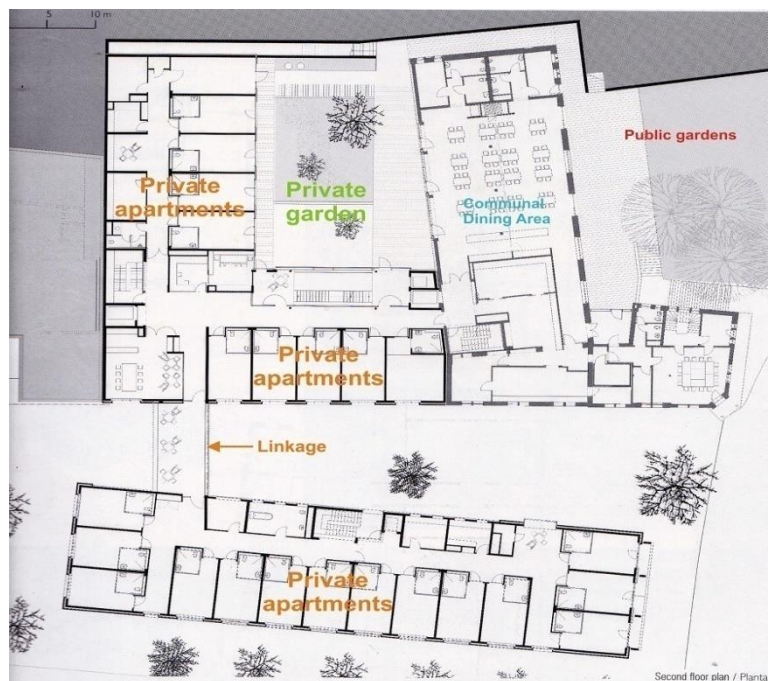 5
10 m
Public gardens
Private
apartments
Private
garden
Communal
Dining Area
Private
apartments
Linkage
Private
apartments
Second floor plan / Planta